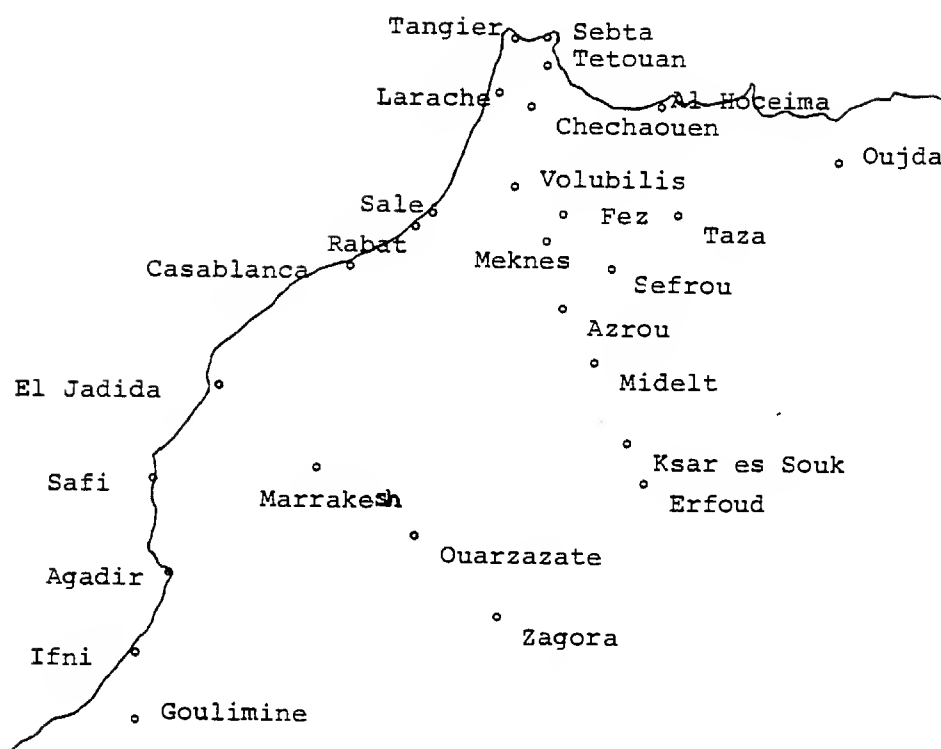 Tangier
Sebta
Tetouan
Larache
Al Hoceima
Chechaouen
Oujda
Volubilis
Sale
Fez
Taza
Rabat
Meknes
Casablanca
Sefrou
Azrou
El Jadida
Midelt
Ksar es Souk
Safi
Marrakesh
Erfoud
Ouarzazate
Agadir
Zagora
Ifni
Goulimine